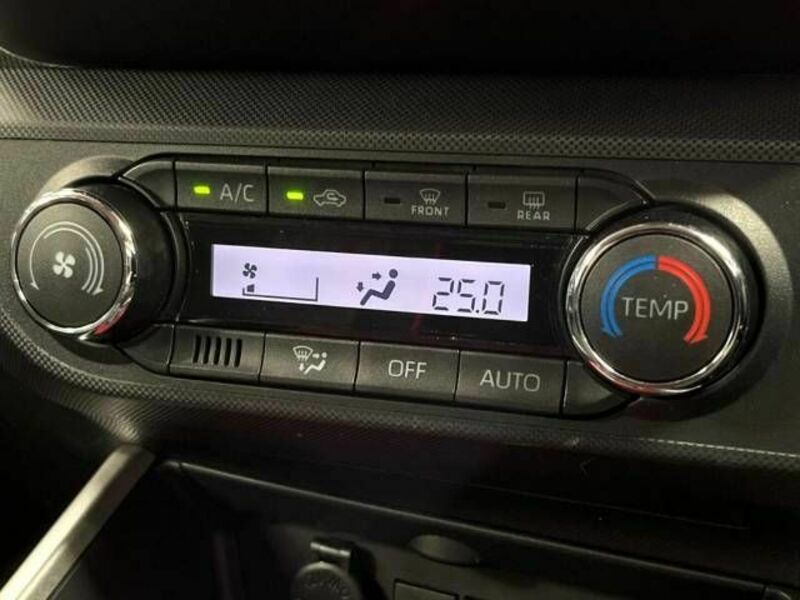 A/C
FRONT
REAR
25.0
TEMP
OFF
AUTO